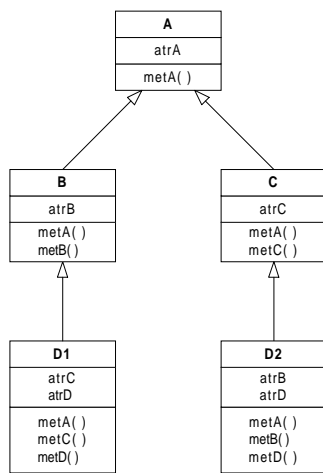 A
atrA
metA( )
B
atrB
metA( )
metB( )
C
atrC
metA( )
metC( )
D1
atrC
atrD
metA( )
metC( )
metD( )
D2
atrB
atrD
metA( )
metB( )
metD( )